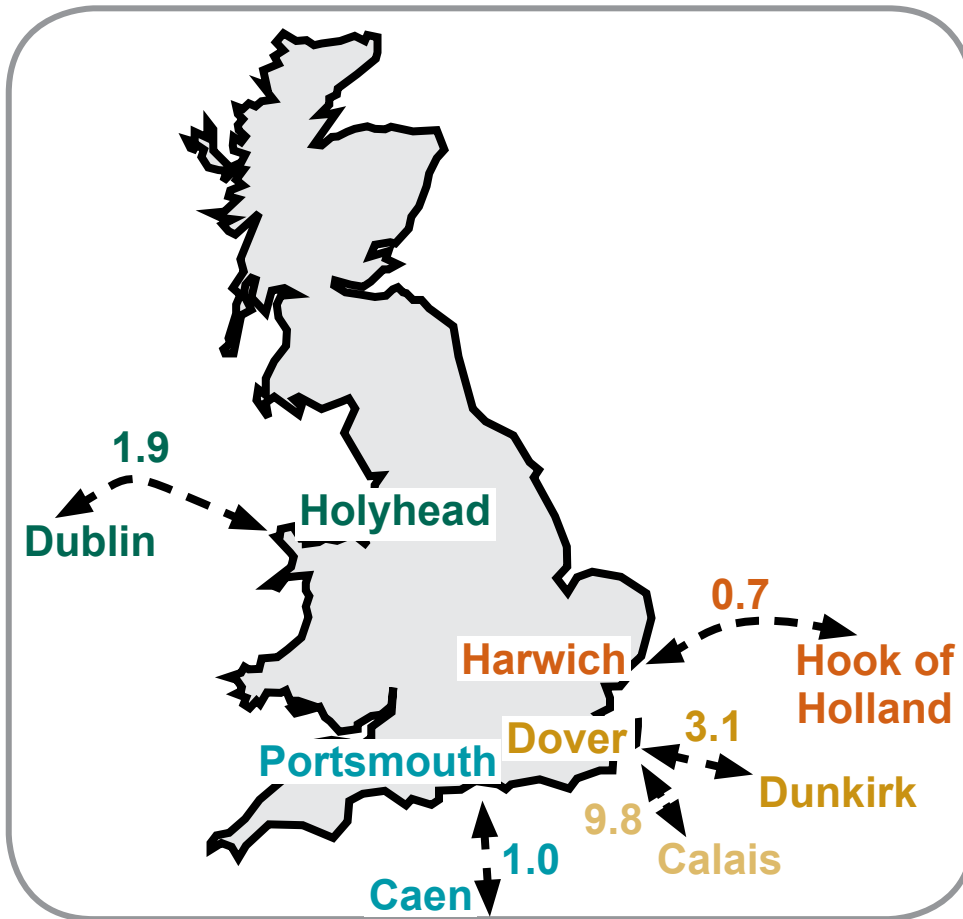 1.9
Holyhead
Dublin
0.7
Harwich
Hook of
Holland
Dover
3.1
Portsmouth
Dunkirk
9.8
Calais
1.0
Caen